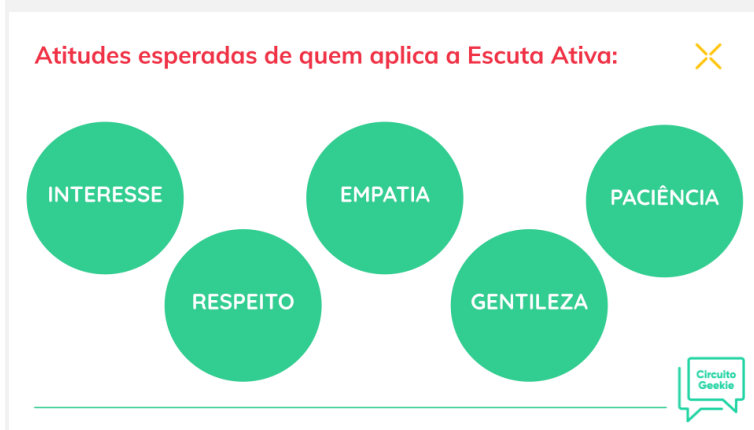 Atitudes esperadas de quem aplica a Escuta Ativa:
INTERESSE
RESPEITO
EMPATIA
GENTILEZA
PACIÊNCIA
Circuito
Geekie